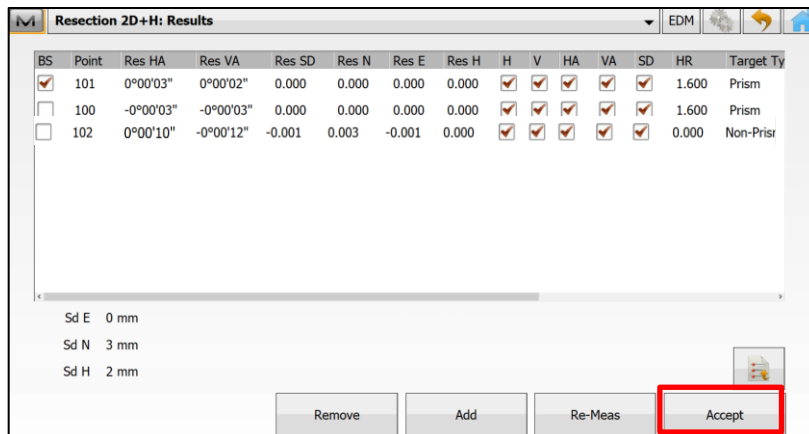 Resection 2D+H: Results EDM
BS Point Res HA Res VA Res SD Res N Res E Res H H V HA VA SD HR Target Ty
101 0°00'03" 0°00'02" 0.000 0.000 0.000 0.000 1.600 Prism
100 -0°00'03" -0°00'03" 0.000 0.000 0.000 0.000 1.600 Prism
102 0°00'10" -0°00'12" -0.001 0.003 -0.001 0.000 0.000 Non-Prisr
Sd E 0 mm
Sd N 3 mm
Sd H 2 mm
Remove Add Re-Meas Accept